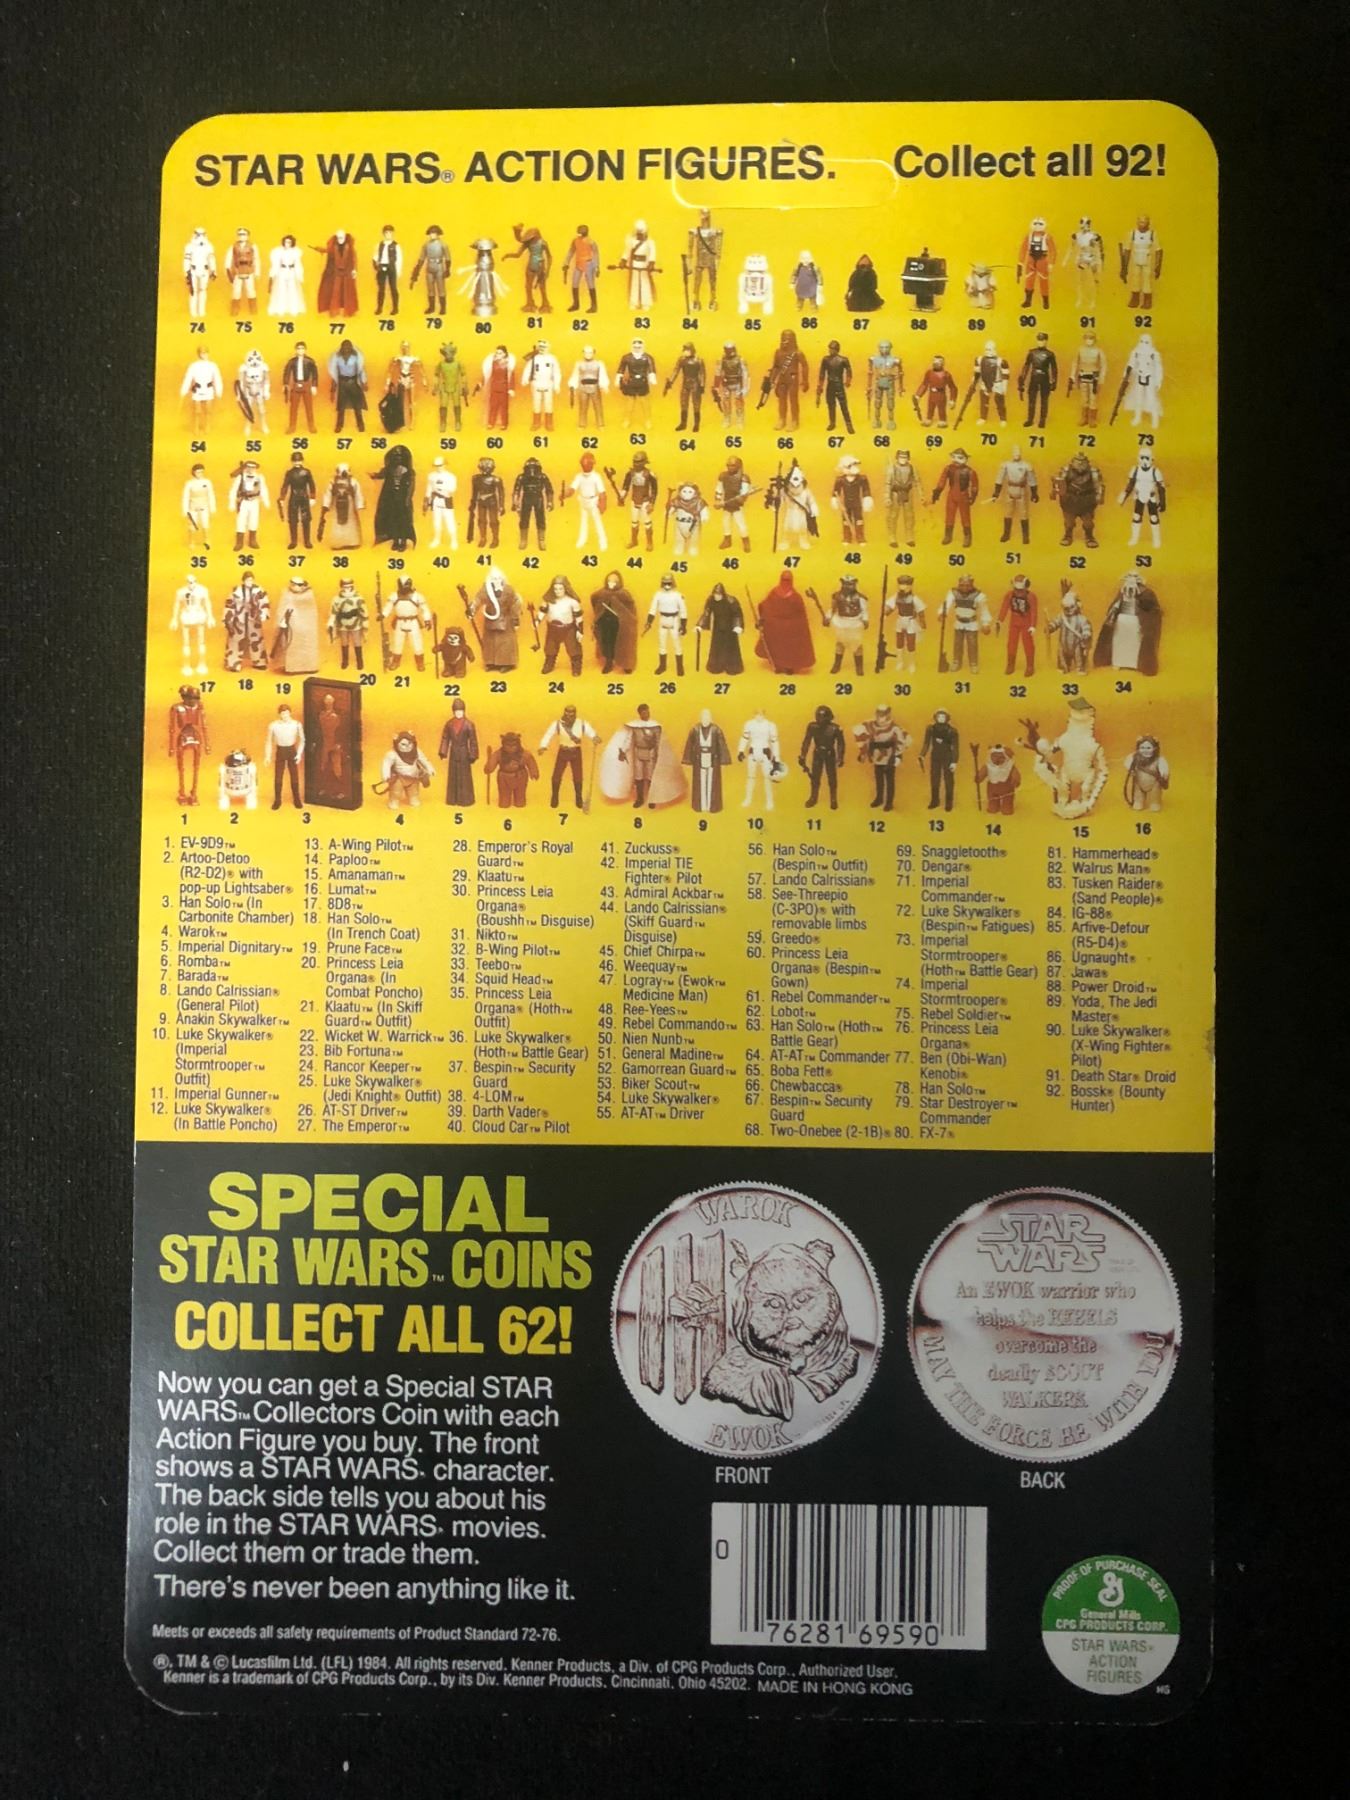 STAR WARS® ACTION FIGURES. Collect all 92!
74 75 76 77 78 79 80 81 82 83 84 85 86 87 88 89 90 91 92
54 55 56 57 58 59 60 61 62 63 64 65 66 67 68 69 70 71 72 73
35 36 37 38 39 40 41 42 43 44 45 46 47 48 49 50 51 52 53
17 18 19 20 21 22 23 24 25 26 27 28 29 30 31 32 33 34
1 2 3 4 5 6 7 8 9 10 11 12 13 14 15 16
1. EV-9D9™
2. Artoo-Detoo
(R2-D2)® with
pop-up Lightsaber®
3. Han Solo™ (In
Carbonite Chamber)
4. Warok™
5. Imperial Dignitary™
6. Romba™
7. Barada™
8. Lando Calrissian®
(General Pilot)
9. Anakin Skywalker™
10. Luke Skywalker®
(Imperial
Stormtrooper™
Outfit)
11. Imperial Gunner™
12. Luke Skywalker®
(In Battle Poncho)
13. A-Wing Pilot™
14. Paploo™
15. Amanaman™
16. Lumat™
17. 8D8™
18. Han Solo™
(In Trench Coat)
19. Prune Face™
20. Princess Leia
Organa® (In
Combat Poncho)
21. Klaatu™ (In Skiff
Guard™ Outfit)
22. Wicket W. Warrick™
23. Bib Fortuna™
24. Rancor Keeper™
25. Luke Skywalker®
(Jedi Knight® Outfit)
26. AT-ST Driver™
27. The Emperor™
28. Emperor's Royal
Guard™
29. Klaatu™
30. Princess Leia
Organa®
(Boushh™ Disguise)
31. Nikto™
32. B-Wing Pilot™
33. Teebo™
34. Squid Head™
35. Princess Leia
Organa® (Hoth™
Outfit)
36. Luke Skywalker®
(Hoth™ Battle Gear)
37. Bespin™ Security
Guard
38. 4-LOM™
39. Darth Vader®
40. Cloud Car™ Pilot
41. Zuckuss®
42. Imperial TIE
Fighter® Pilot
43. Admiral Ackbar™
44. Lando Calrissian®
(Skiff Guard™
Disguise)
45. Chief Chirpa™
46. Weequay™
47. Logray™ (Ewok™
Medicine Man)
48. Ree-Yees™
49. Rebel Commando™
50. Nien Nunb™
51. General Madine™
52. Gamorrean Guard™
53. Biker Scout™
54. Luke Skywalker®
55. AT-AT™ Driver
56. Han Solo™
(Bespin™ Outfit)
57. Lando Calrissian®
58. See-Threepio
(C-3PO)® with
removable limbs
59. Greedo®
60. Princess Leia
Organa® (Bespin™
Gown)
61. Rebel Commander™
62. Lobot™
63. Han Solo™ (Hoth™
Battle Gear)
64. AT-AT™ Commander
65. Boba Fett®
66. Chewbacca®
67. Bespin™ Security
Guard
68. Two-Onebee (2-1B)®
69. Snaggletooth®
70. Dengar®
71. Imperial
Commander™
72. Luke Skywalker®
(Bespin™ Fatigues)
73. Imperial
Stormtrooper®
(Hoth™ Battle Gear)
74. Imperial
Stormtrooper®
75. Rebel Soldier™
76. Princess Leia
Organa®
77. Ben (Obi-Wan)
Kenobi®
78. Han Solo™
79. Star Destroyer™
Commander
80. FX-7®
81. Hammerhead®
82. Walrus Man®
83. Tusken Raider®
(Sand People)®
84. IG-88®
85. Arfive-Defour
(R5-D4)®
86. Ugnaught®
87. Jawa®
88. Power Droid™
89. Yoda, The Jedi
Master®
90. Luke Skywalker®
(X-Wing Fighter®
Pilot)
91. Death Star® Droid
92. Bossk® (Bounty
Hunter)
SPECIAL
STAR WARS™ COINS
COLLECT ALL 62!
Now you can get a Special STAR
WARS™ Collectors Coin with each
Action Figure you buy. The front
shows a STAR WARS® character.
The back side tells you about his
role in the STAR WARS® movies.
Collect them or trade them.
There's never been anything like it.
WAROK
EWOK
FRONT
STAR
WARS
An EWOK warrior who
helps the REBELS
overcome the
deadly SCOUT
WALKERS.
MAY THE FORCE BE WITH YOU
BACK
0 76281 69590
PROOF OF PURCHASE SEAL
General Mills
CPG PRODUCTS CORP.
STAR WARS®
ACTION
FIGURES
HG
Meets or exceeds all safety requirements of Product Standard 72-76.
®, TM & © Lucasfilm Ltd. (LFL) 1984. All rights reserved. Kenner Products, a Div. of CPG Products Corp., Authorized User.
Kenner is a trademark of CPG Products Corp., by its Div. Kenner Products, Cincinnati, Ohio 45202. MADE IN HONG KONG